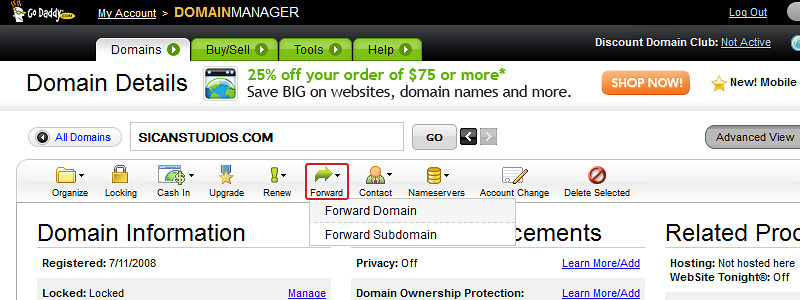 Go Daddy.com My Account > DOMAINMANAGER Log Out
Domains Buy/Sell Tools Help Discount Domain Club: Not Active
Domain Details 25% off your order of $75 or more* SHOP NOW! New! Mobile
Save BIG on websites, domain names and more.
All Domains SICANSTUDIOS.COM GO Advanced View
Organize Locking Cash In Upgrade Renew Forward Contact Nameservers Account Change Delete Selected
Forward Domain
Forward Subdomain
Domain Information cements Related Proc
Registered: 7/11/2008 Privacy: Off Learn More/Add Hosting: Not hosted here
WebSite Tonight®: Off
Locked: Locked Manage Domain Ownership Protection: Learn More/Add